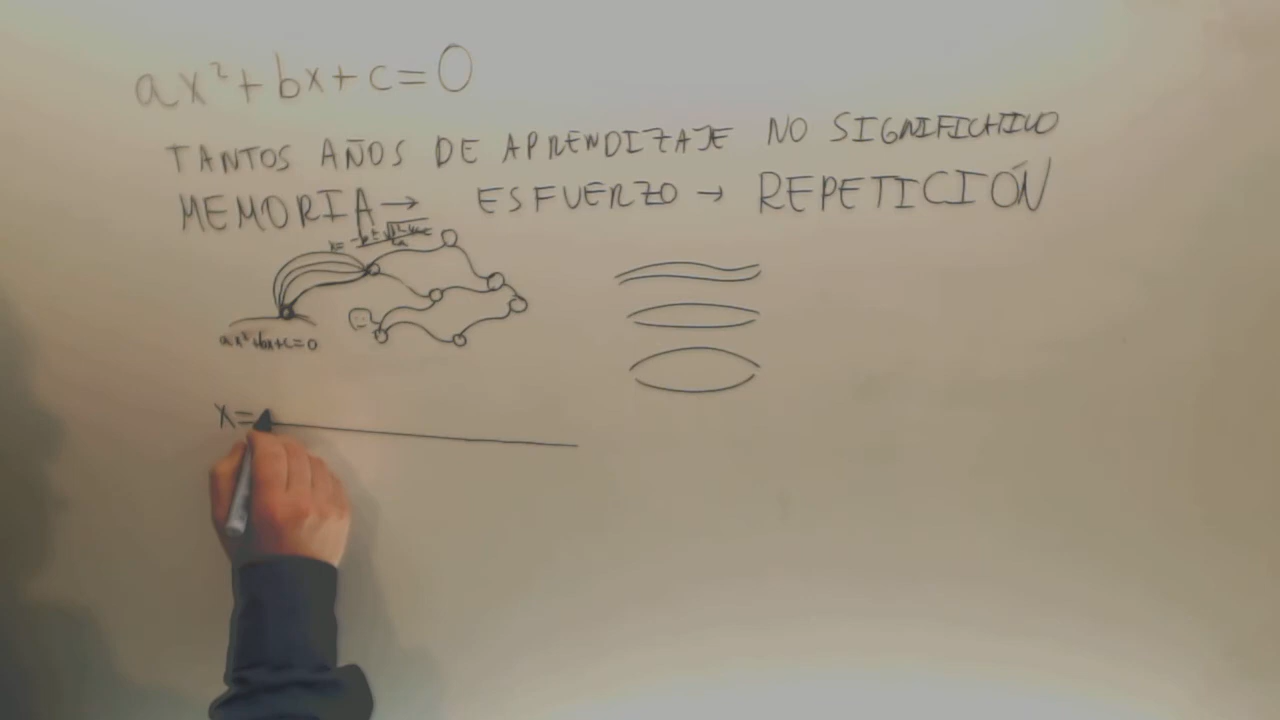 ax²+bx+c=0
TANTOS AÑOS DE APRENDIZAJE NO SIGNIFICATIVO
MEMORIA→ ESFUERZO → REPETICIÓN
ax²+bx+c=0
x=